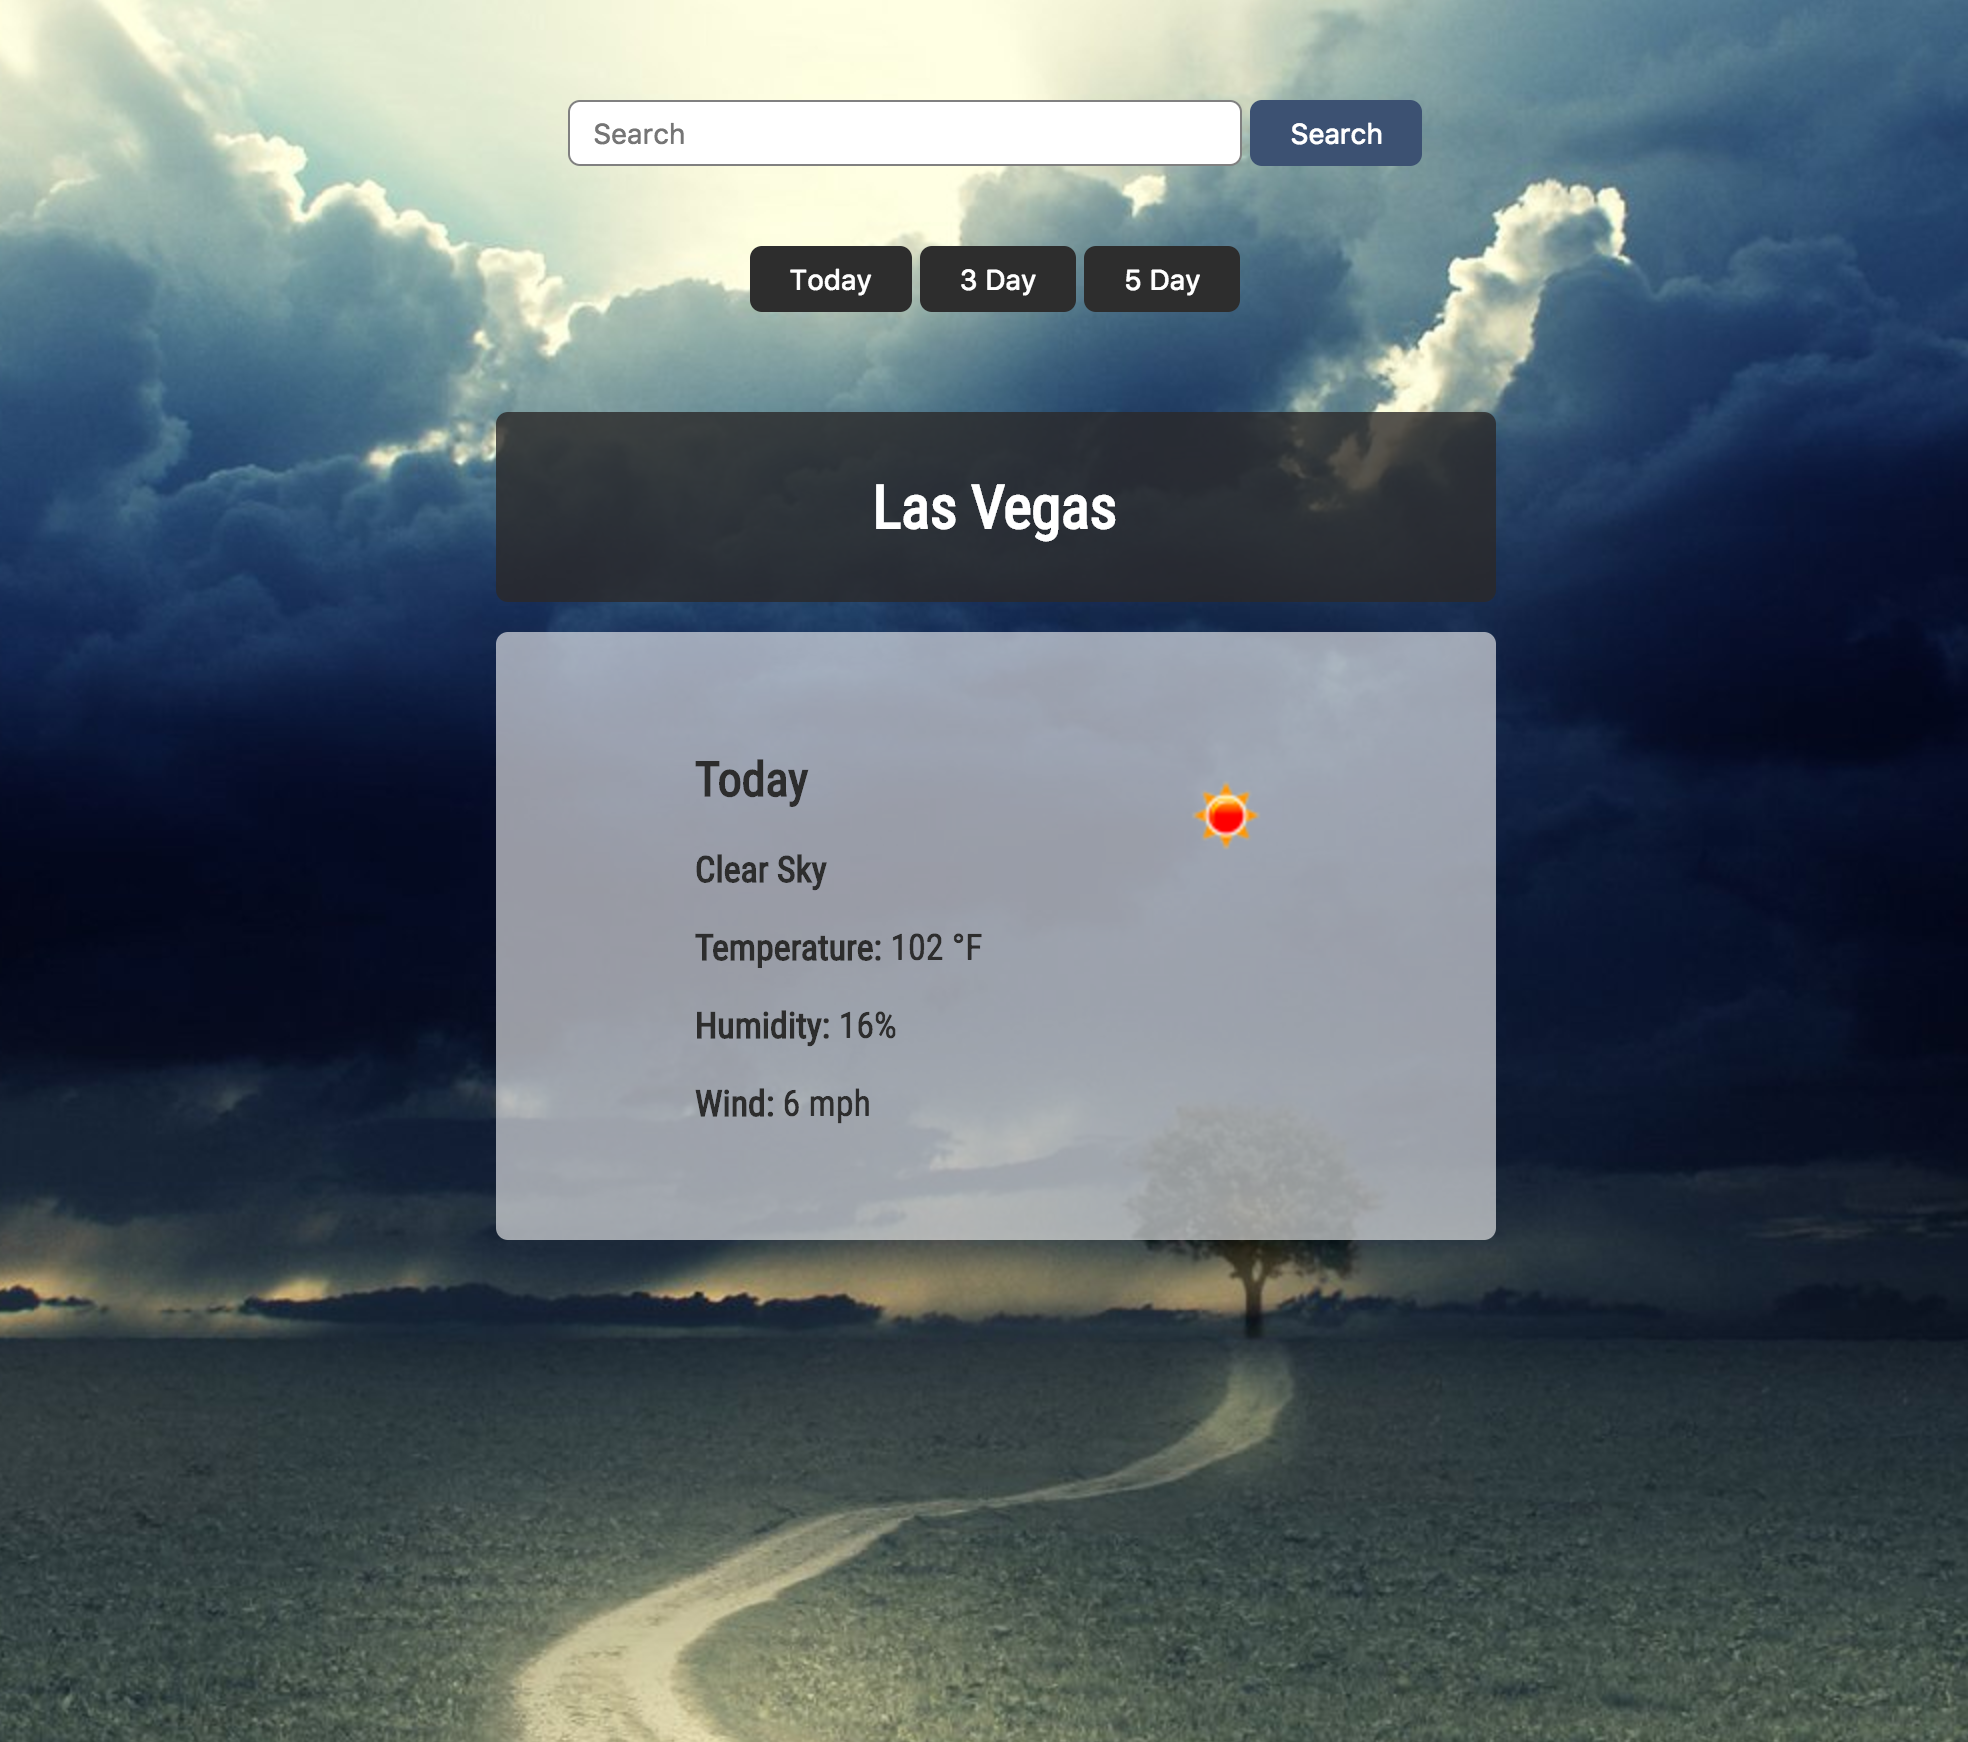 Search Search
Today 3 Day 5 Day
Las Vegas
Today
Clear Sky
Temperature: 102 °F
Humidity: 16%
Wind: 6 mph